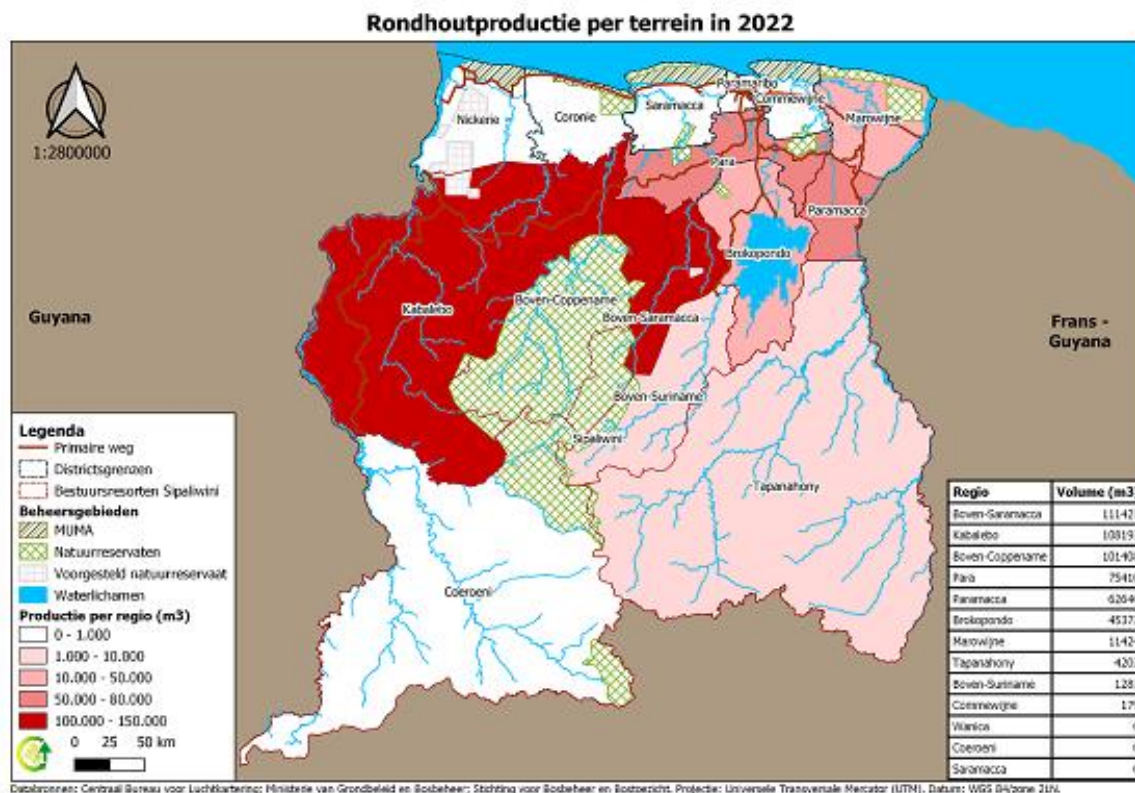 Rondhoutproductie per terrein in 2022
1:2800000
Nickerie
Coronie
Saramacca
Paramaribo
Commewijne
Marowijne
Para
Paramacca
Brokopondo
Kabalebo
Boven-Coppename
Boven-Saramacca
Guyana
Frans -
Guyana
Boven-Suriname
Sipaliwini
Tapanahony
Coeroeni
Legenda
Primaire weg
Districtsgrenzen
Bestuursresorten Sipaliwini
Beheersgebieden
MUMA
Natuurreservaten
Voorgesteld natuurreservaat
Waterlichamen
Productie per regio (m3)
0 - 1.000
1.000 - 10.000
10.000 - 50.000
50.000 - 80.000
100.000 - 150.000
0 25 50 km
Regio Volume (m3
Boven-Saramacca
Kabalebo
Boven-Coppename
Para
Paramacca
Brokopondo
Marowijne
Tapanahony
Boven-Suriname
Commewijne
Wanica
Coeroeni
Saramacca
Databronnen: Centraal Bureau voor Luchtkartering; Ministerie van Grondbeleid en Bosbeheer; Stichting voor Bosbeheer en Bostoezicht. Projectie: Universele Transversale Mercator (UTM). Datum: WGS 84/zone 21N.